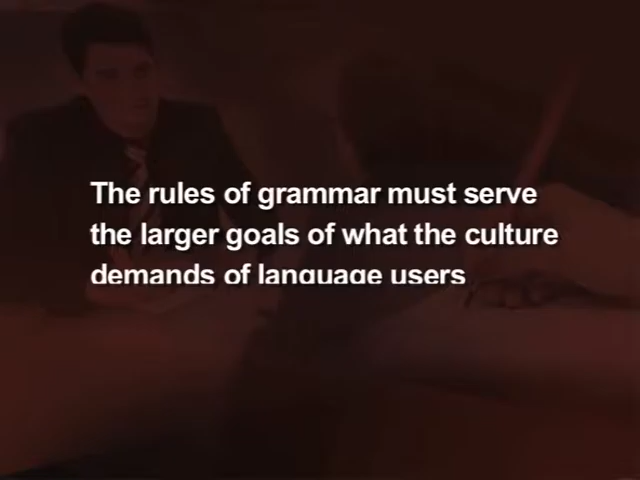 The rules of grammar must serve
the larger goals of what the culture
demands of language users